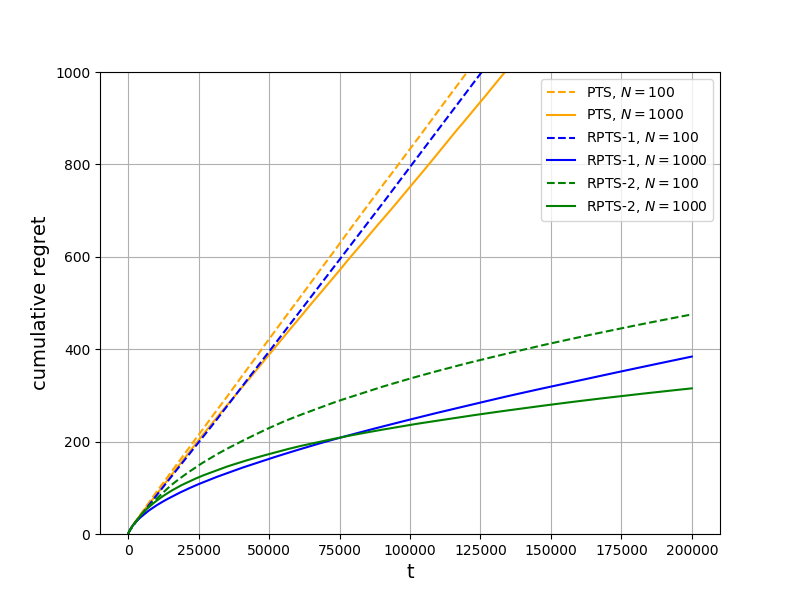 1000
800
600
400
200
0
cumulative regret
PTS, N = 100
PTS, N = 1000
RPTS-1, N = 100
RPTS-1, N = 1000
RPTS-2, N = 100
RPTS-2, N = 1000
0 25000 50000 75000 100000 125000 150000 175000 200000
t